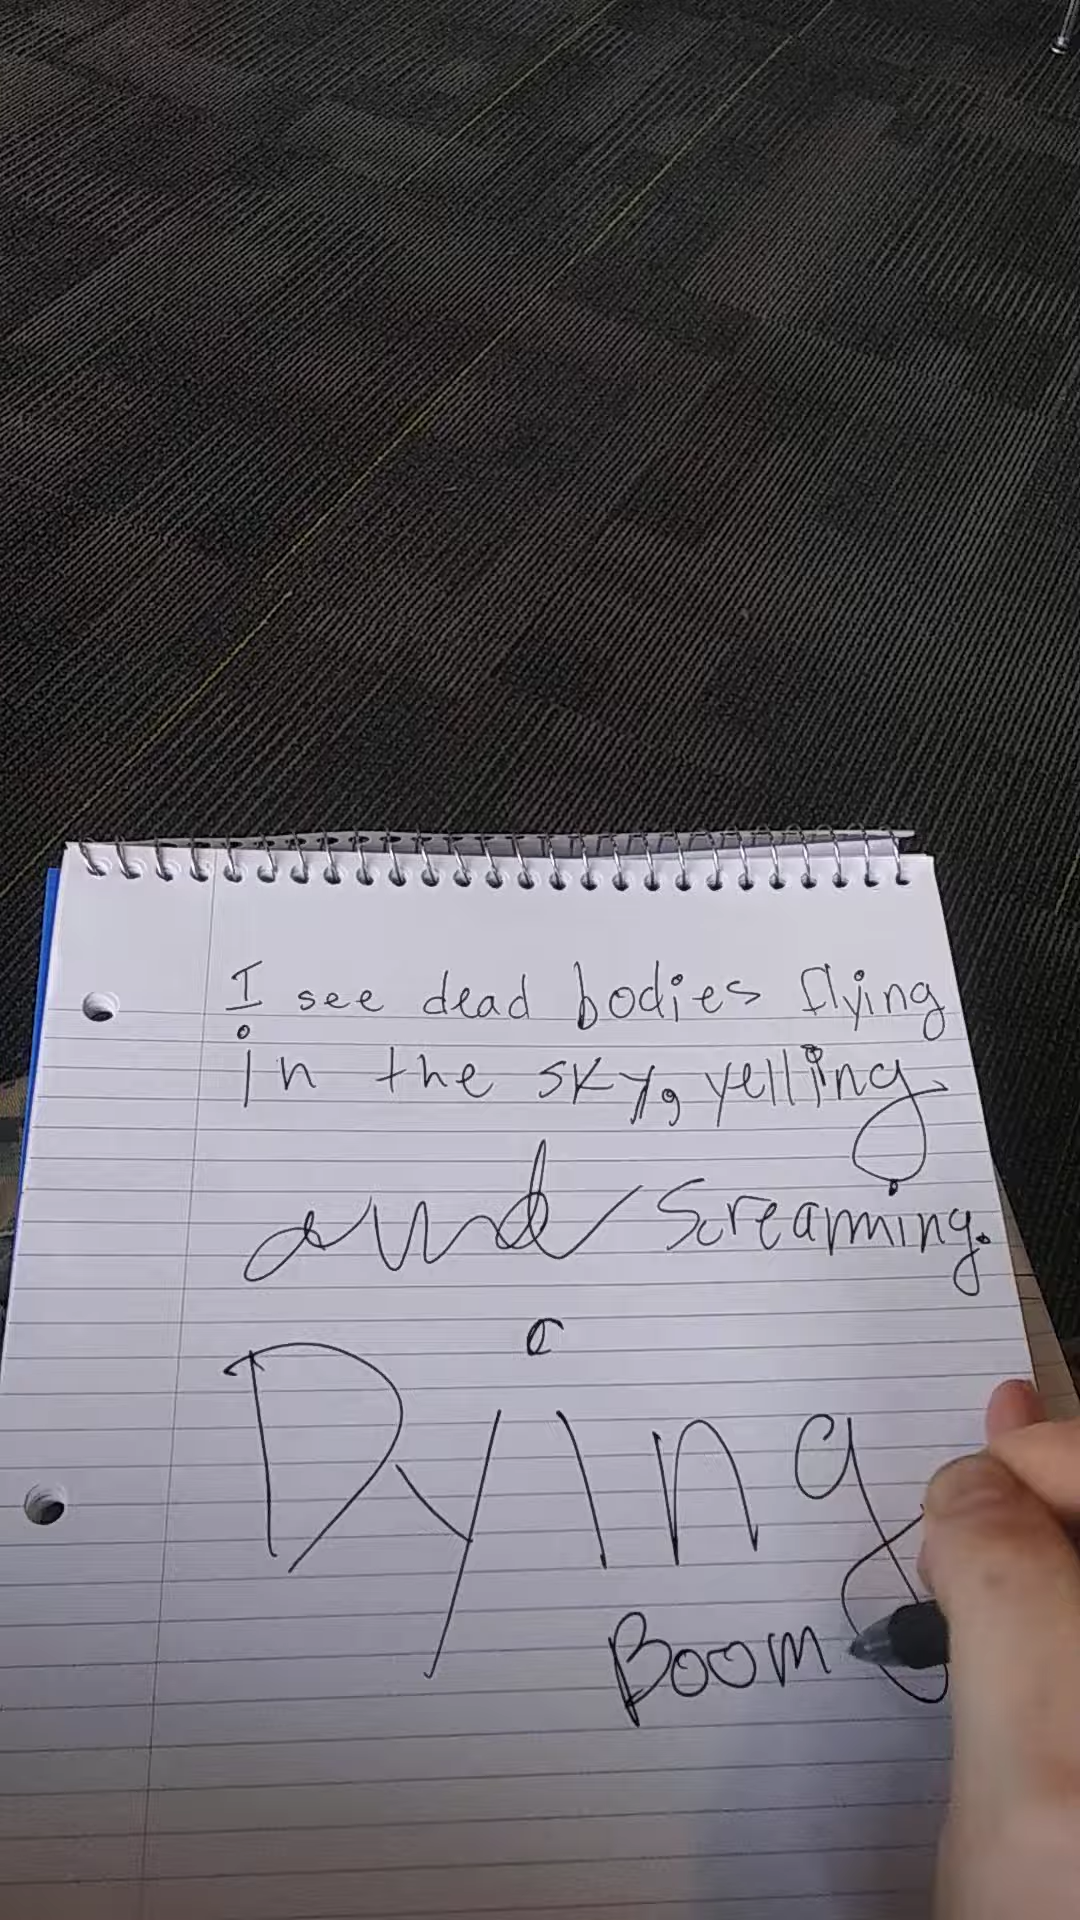 I see dead bodies flying
in the sky, yelling
and screaming.
Dying
Boom